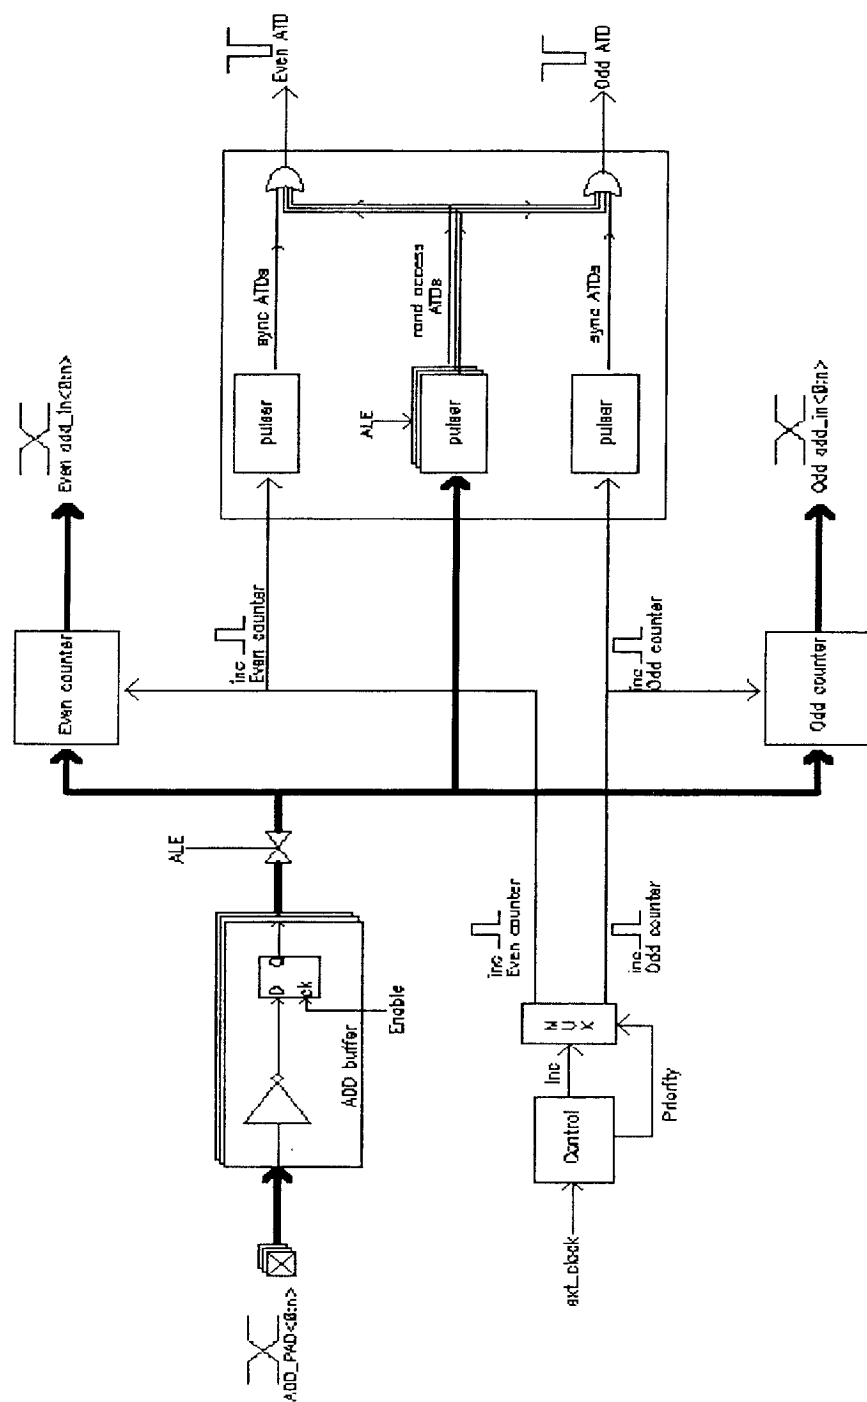 ADD_PAD<0:n>
ADD buffer
D
Q
ck
Enable
ALE
Even counter
Even add_in<0:n>
inc
Even counter
pulser
sync ATDs
Even ATD
ALE
pulser
rand access
ATDs
pulser
sync ATDs
Odd ATD
inc
Odd counter
Odd counter
Odd add_in<0:n>
ext_clock
Control
Inc
Priority
M
U
X
inc
Even counter
inc
Odd counter